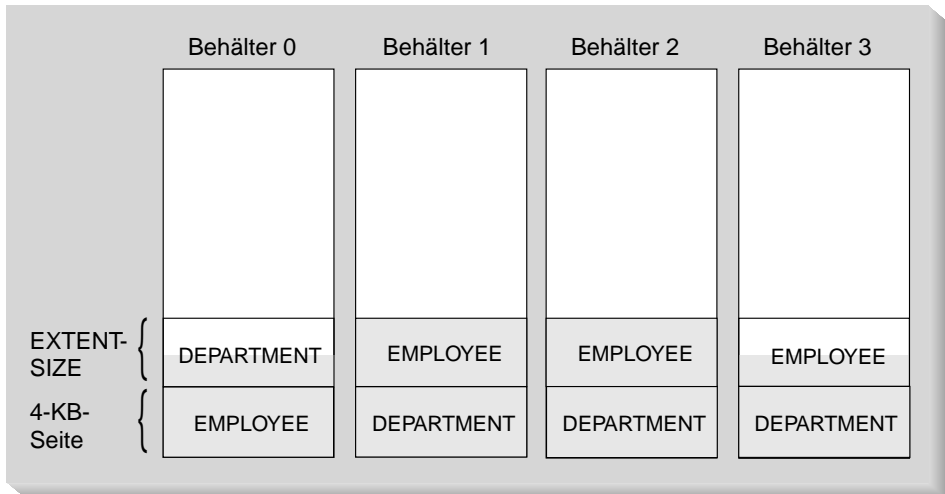 Behälter 0 Behälter 1 Behälter 2 Behälter 3
EXTENT-
SIZE
DEPARTMENT EMPLOYEE EMPLOYEE EMPLOYEE
4-KB-
Seite
EMPLOYEE DEPARTMENT DEPARTMENT DEPARTMENT